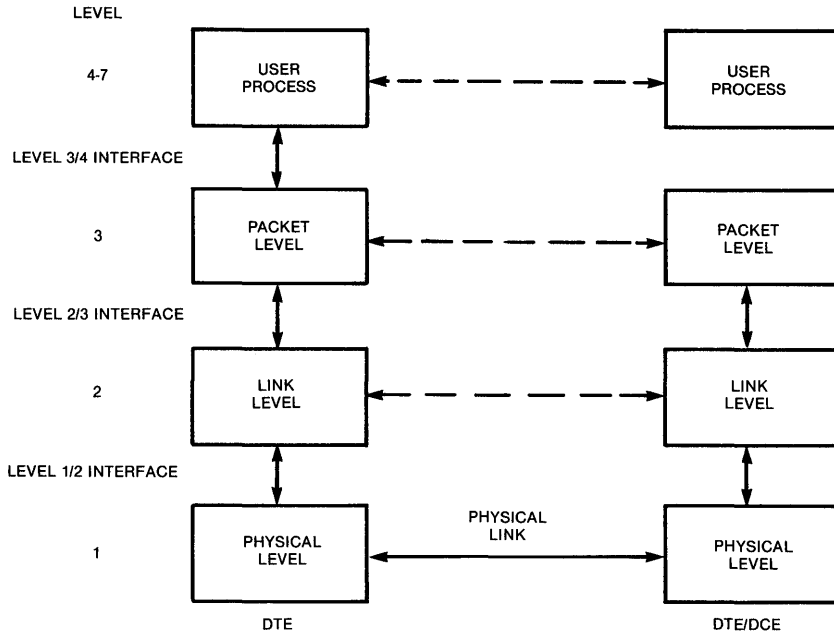 LEVEL
4-7
USER
PROCESS
USER
PROCESS
LEVEL 3/4 INTERFACE
3
PACKET
LEVEL
PACKET
LEVEL
LEVEL 2/3 INTERFACE
2
LINK
LEVEL
LINK
LEVEL
LEVEL 1/2 INTERFACE
1
PHYSICAL
LEVEL
PHYSICAL
LINK
PHYSICAL
LEVEL
DTE
DTE/DCE